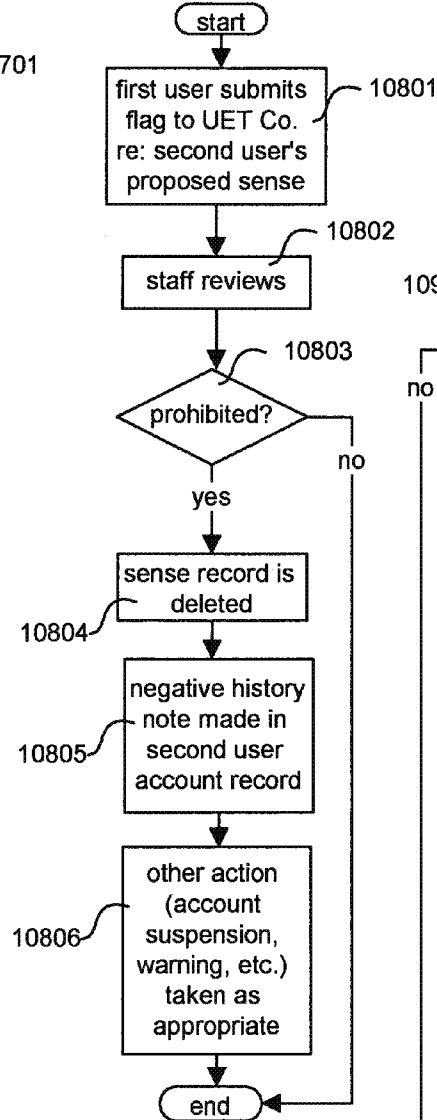 start
701
first user submits
flag to UET Co.
re: second user's
proposed sense
10801
10802
staff reviews
109
10803
no
prohibited?
no
yes
sense record is
deleted
10804
negative history
note made in
second user
account record
10805
other action
(account
suspension,
warning, etc.)
taken as
appropriate
10806
end